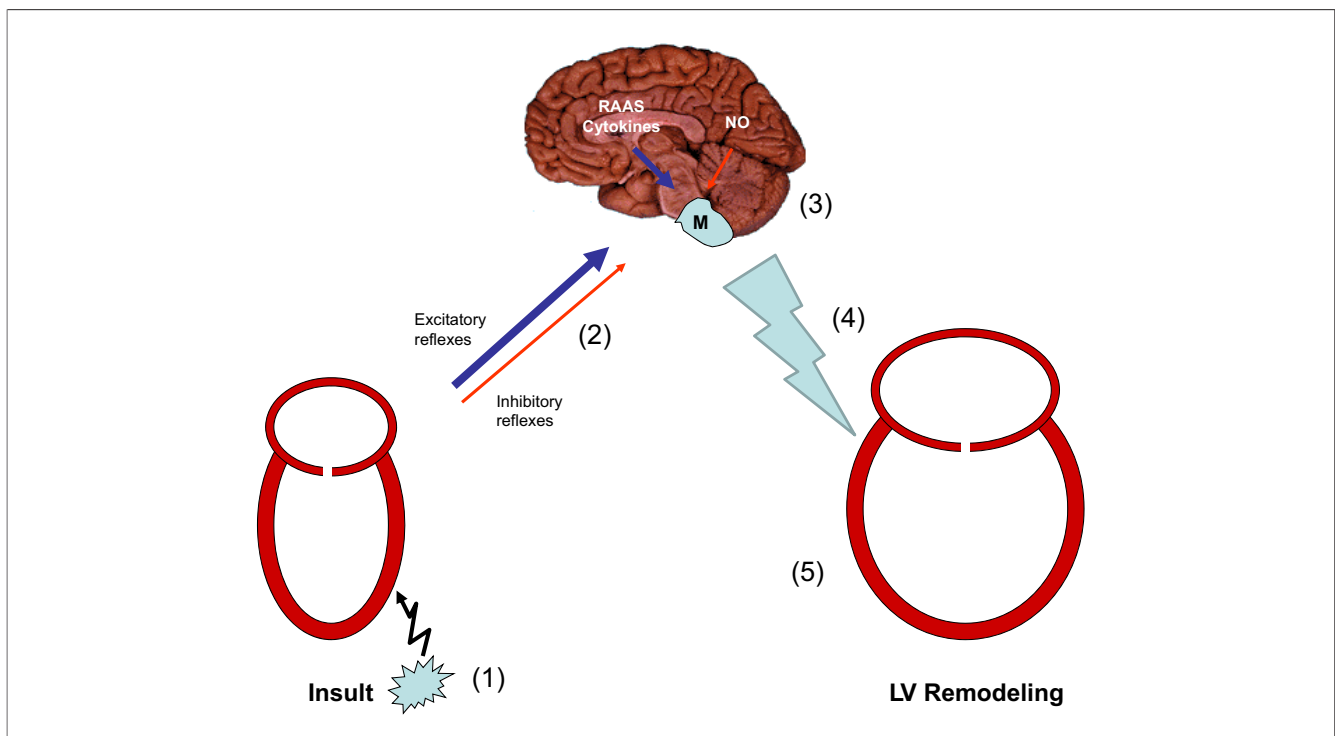 RAAS
Cytokines
NO
M
(3)
Excitatory
reflexes
(2)
Inhibitory
reflexes
(4)
(5)
Insult
(1)
LV Remodeling